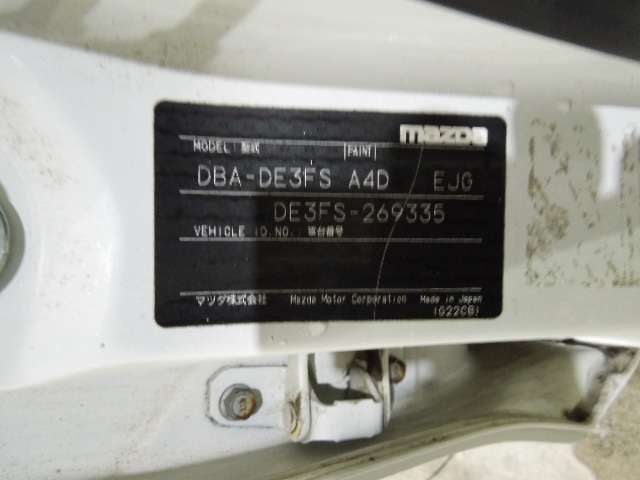 mazda
MODEL 型式 PAINT
DBA-DE3FS A4D EJG
DE3FS-269335
VEHICLE ID.NO. 車台番号
マツダ株式会社 Mazda Motor Corporation Made in Japan
(G22CB)